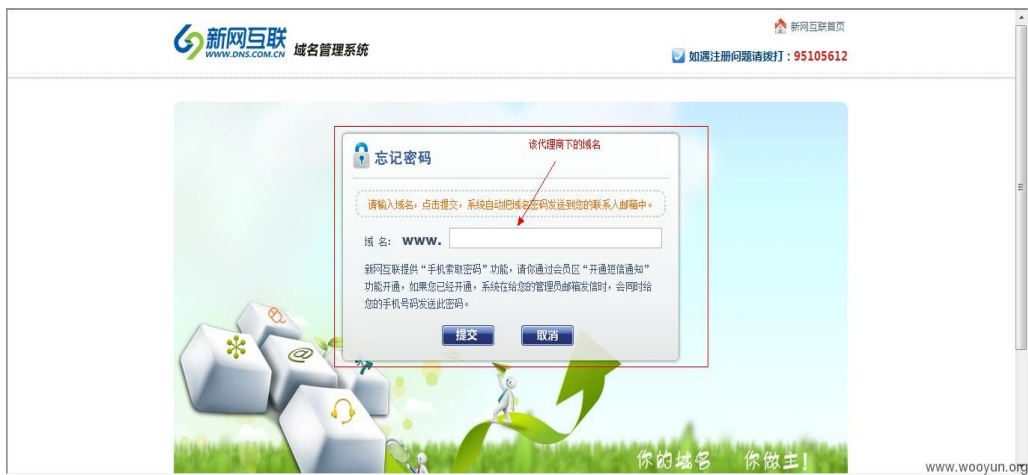 新网互联首页
新网互联
WWW.DNS.COM.CN
域名管理系统
如遇注册问题请拨打：95105612
该代理商下的域名
忘记密码
请输入域名，点击提交，系统自动把域名密码发送到您的联系人邮箱中。
域 名: www.
新网互联提供“手机索取密码”功能，请你通过会员区“开通短信通知”
功能开通，如果您已经开通，系统在给您的管理员邮箱发信时，会同时给
您的手机号码发送此密码。
提交 取消
你的域名 你做主！
www.wooyun.org